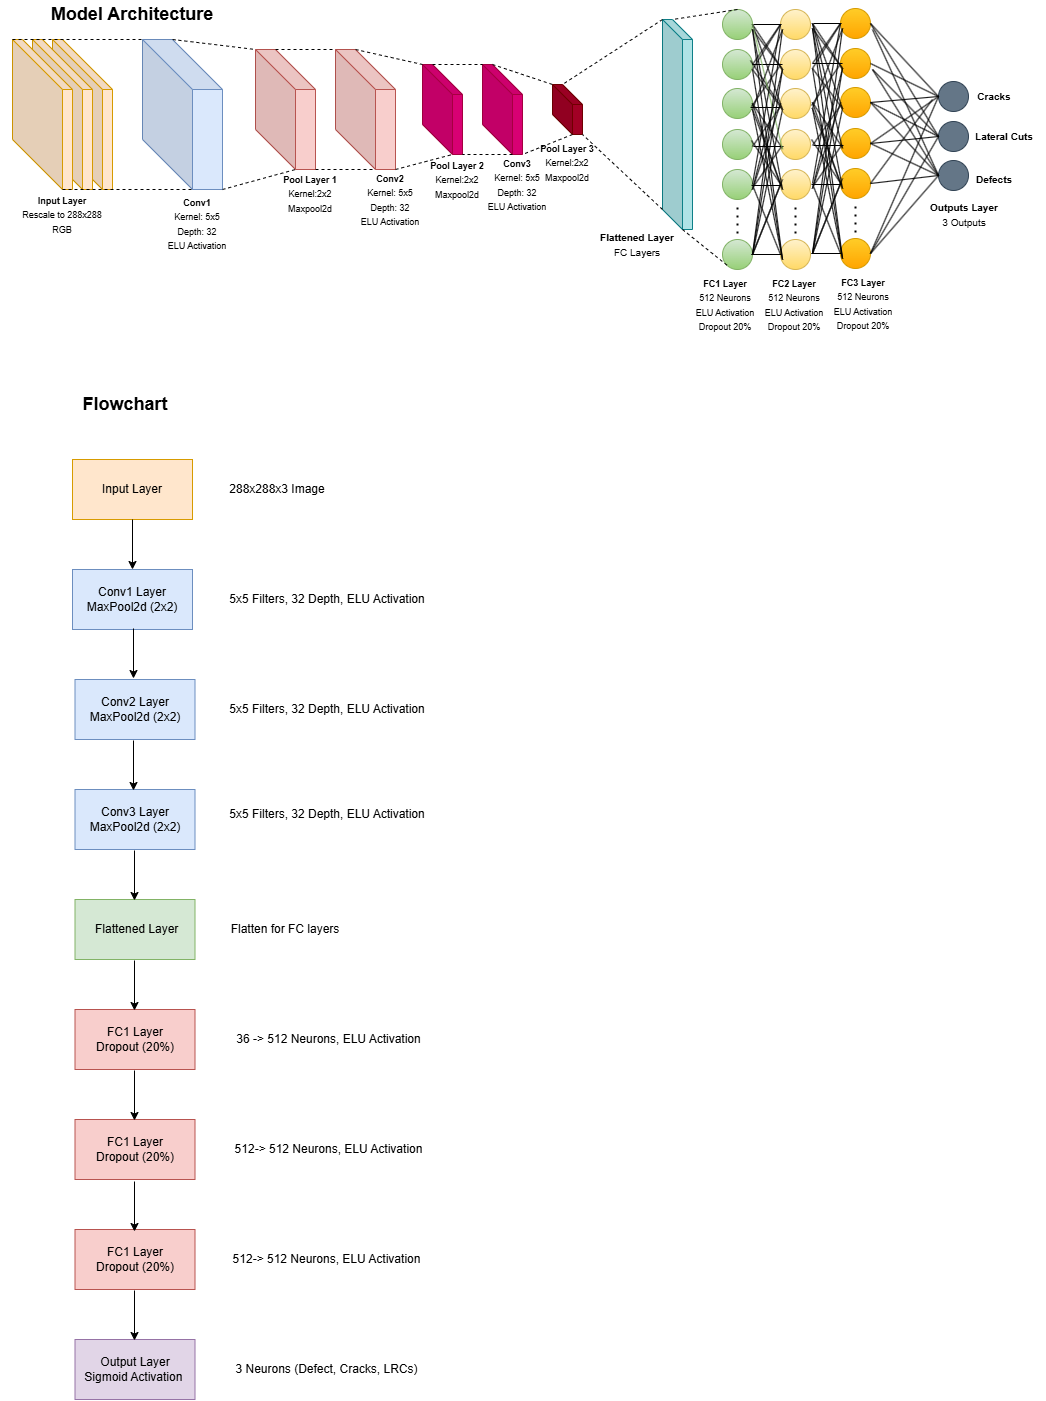 Model Architecture
Input Layer
Rescale to 288x288
RGB
Conv1
Kernel: 5x5
Depth: 32
ELU Activation
Pool Layer 1
Kernel:2x2
Maxpool2d
Conv2
Kernel: 5x5
Depth: 32
ELU Activation
Pool Layer 2
Kernel:2x2
Maxpool2d
Conv3
Kernel: 5x5
Depth: 32
ELU Activation
Pool Layer 3
Kernel:2x2
Maxpool2d
Flattened Layer
FC Layers
FC1 Layer
512 Neurons
ELU Activation
Dropout 20%
FC2 Layer
512 Neurons
ELU Activation
Dropout 20%
FC3 Layer
512 Neurons
ELU Activation
Dropout 20%
Cracks
Lateral Cuts
Defects
Outputs Layer
3 Outputs
Flowchart
Input Layer
288x288x3 Image
Conv1 Layer
MaxPool2d (2x2)
5x5 Filters, 32 Depth, ELU Activation
Conv2 Layer
MaxPool2d (2x2)
5x5 Filters, 32 Depth, ELU Activation
Conv3 Layer
MaxPool2d (2x2)
5x5 Filters, 32 Depth, ELU Activation
Flattened Layer
Flatten for FC layers
FC1 Layer
Dropout (20%)
36 -> 512 Neurons, ELU Activation
FC1 Layer
Dropout (20%)
512-> 512 Neurons, ELU Activation
FC1 Layer
Dropout (20%)
512-> 512 Neurons, ELU Activation
Output Layer
Sigmoid Activation
3 Neurons (Defect, Cracks, LRCs)